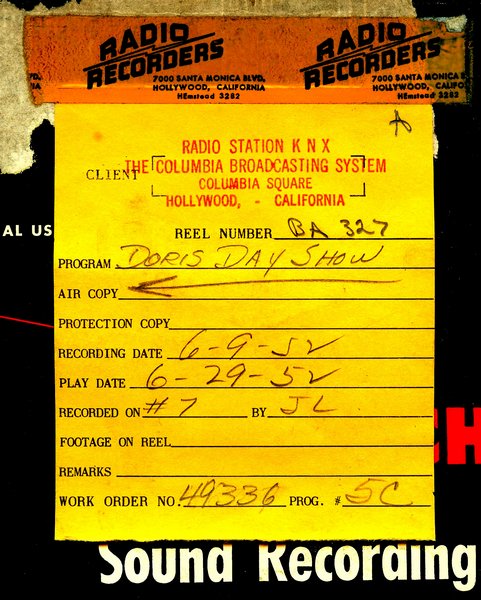 RADIO RECORDERS
7000 SANTA MONICA BLVD.
HOLLYWOOD, CALIFORNIA
HEmstead 3282
RADIO RECORDERS
7000 SANTA MONICA B
HOLLYWOOD, CALIFO
HEmstead 3282
A
RADIO STATION K N X
CLIENT THE COLUMBIA BROADCASTING SYSTEM
COLUMBIA SQUARE
HOLLYWOOD, - CALIFORNIA
AL US
REEL NUMBER BA 327
PROGRAM DORIS DAY SHOW
AIR COPY
PROTECTION COPY
RECORDING DATE 6-9-52
PLAY DATE 6-29-52
RECORDED ON #7 BY JL
FOOTAGE ON REEL
REMARKS
WORK ORDER NO. 49336 PROG. # 5C
CH
Sound Recording